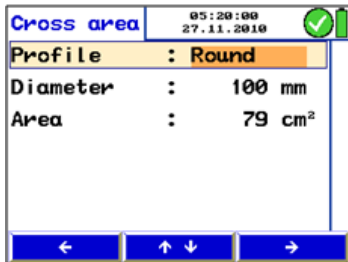 Cross area
05:20:00
27.11.2010
Profile : Round
Diameter : 100 mm
Area : 79 cm²
← ↑ ↓ →